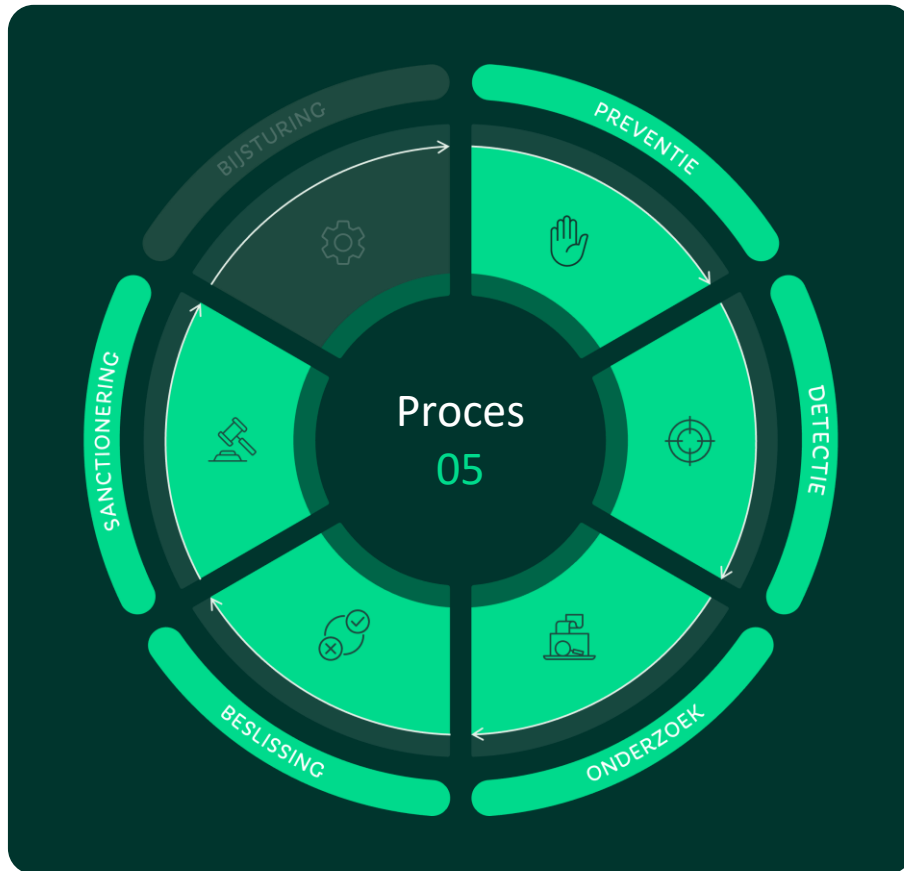 Proces
05
PREVENTIE
DETECTIE
ONDERZOEK
BESLISSING
SANCTIONERING
BIJSTURING